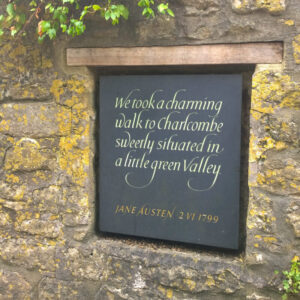 We took a charming
walk to Charlcombe
sweetly situated in
a little green Valley
JANE AUSTEN 2 VI 1799